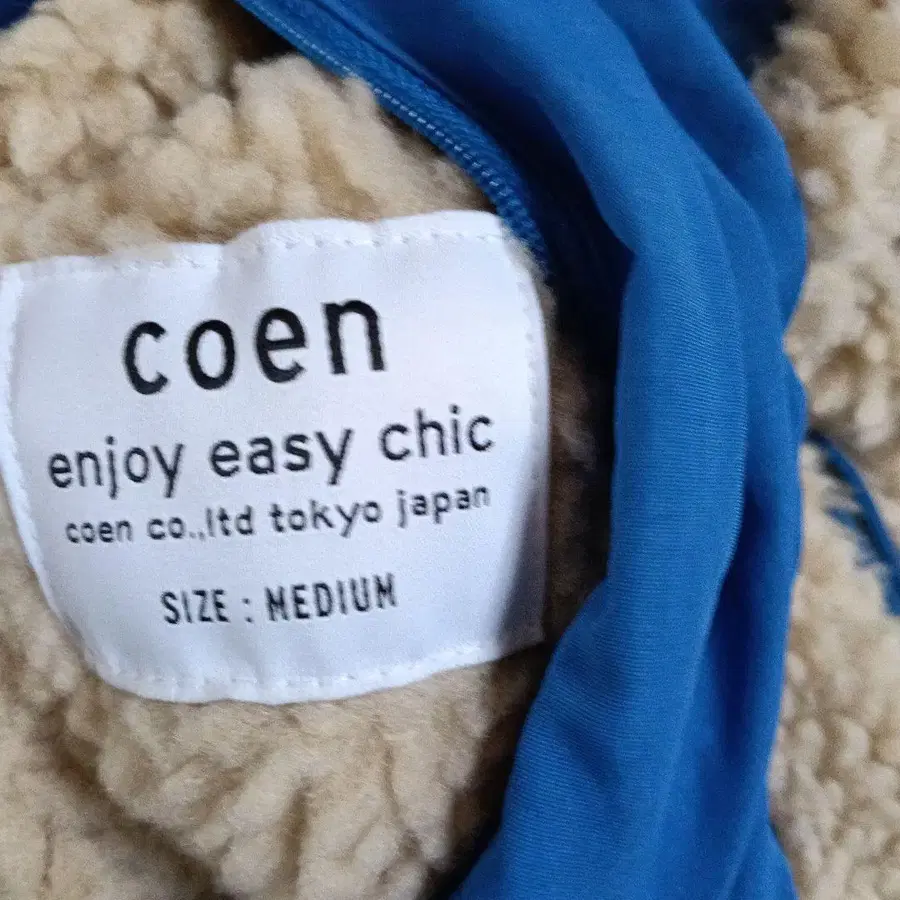 coen
enjoy easy chic
coen co.,ltd tokyo japan
SIZE : MEDIUM